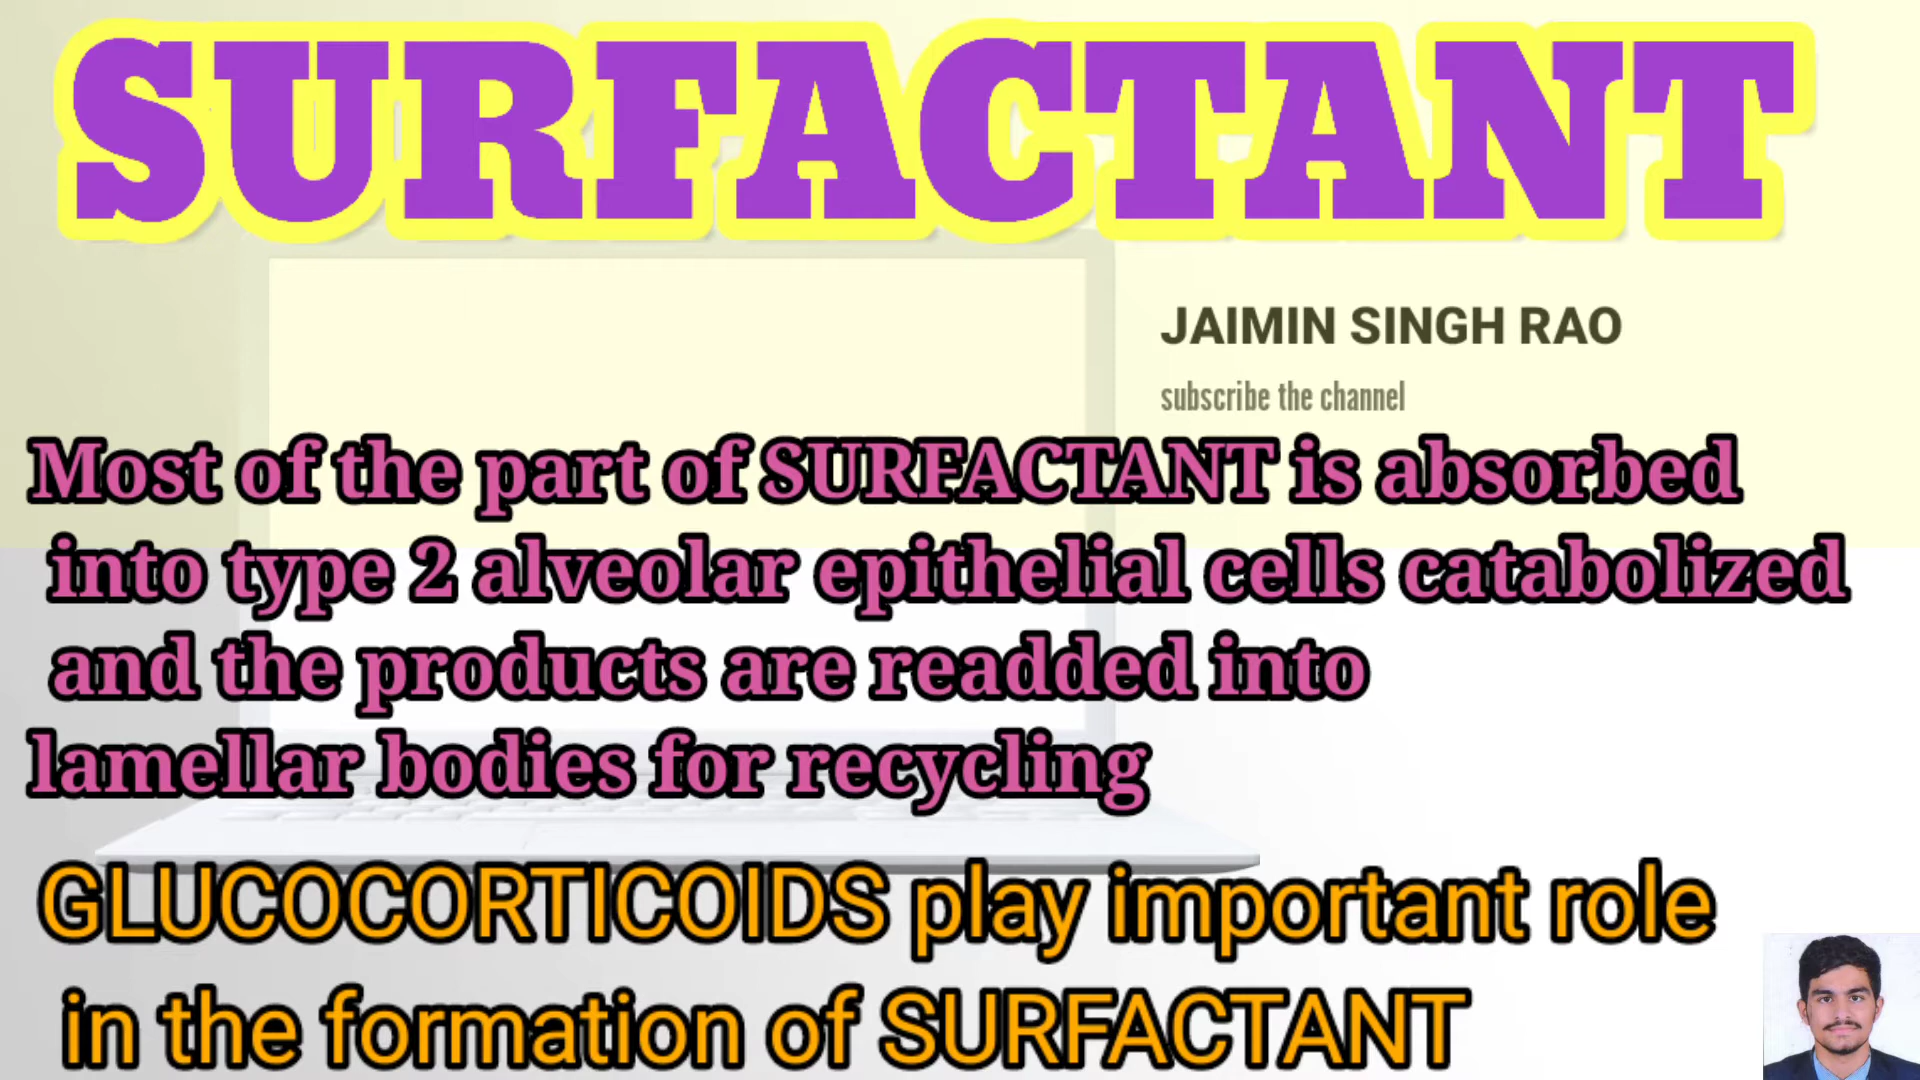 SURFACTANT
JAIMIN SINGH RAO
subscribe the channel
Most of the part of SURFACTANT is absorbed
into type 2 alveolar epithelial cells catabolized
and the products are readded into
lamellar bodies for recycling
GLUCOCORTICOIDS play important role
in the formation of SURFACTANT